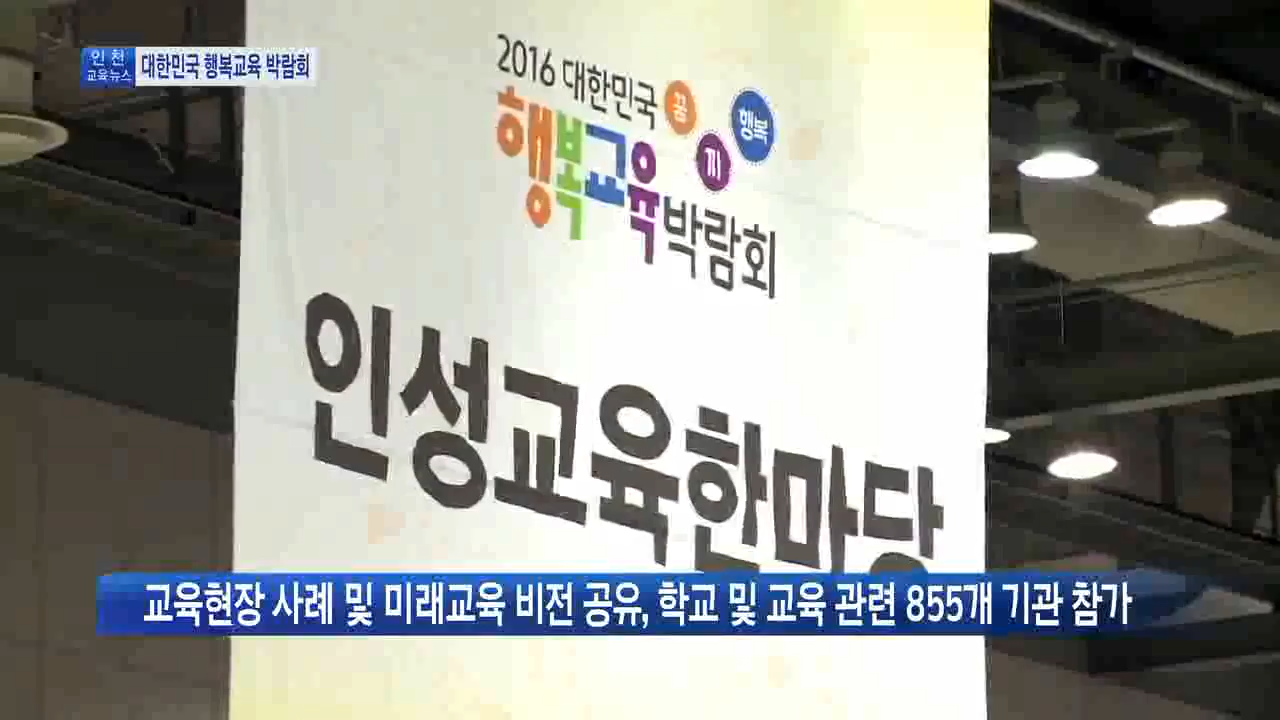 인천
교육뉴스
대한민국 행복교육 박람회
2016 대한민국
꿈
끼
행복
행복교육박람회
인성교육한마당
교육현장 사례 및 미래교육 비전 공유, 학교 및 교육 관련 855개 기관 참가